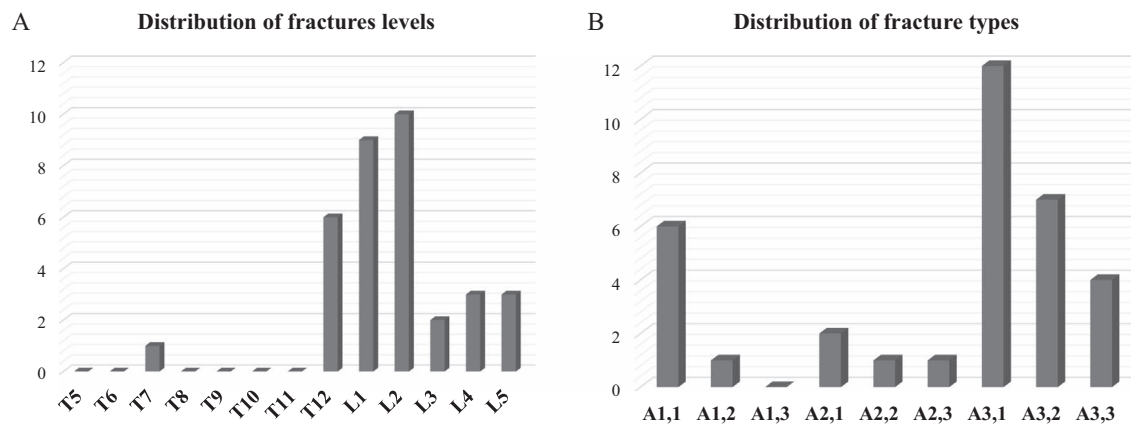 A
Distribution of fractures levels
12
10
8
6
4
2
0
T5 T6 T7 T8 T9 T10 T11 T12 L1 L2 L3 L4 L5
B
Distribution of fracture types
12
10
8
6
4
2
0
A1,1 A1,2 A1,3 A2,1 A2,2 A2,3 A3,1 A3,2 A3,3